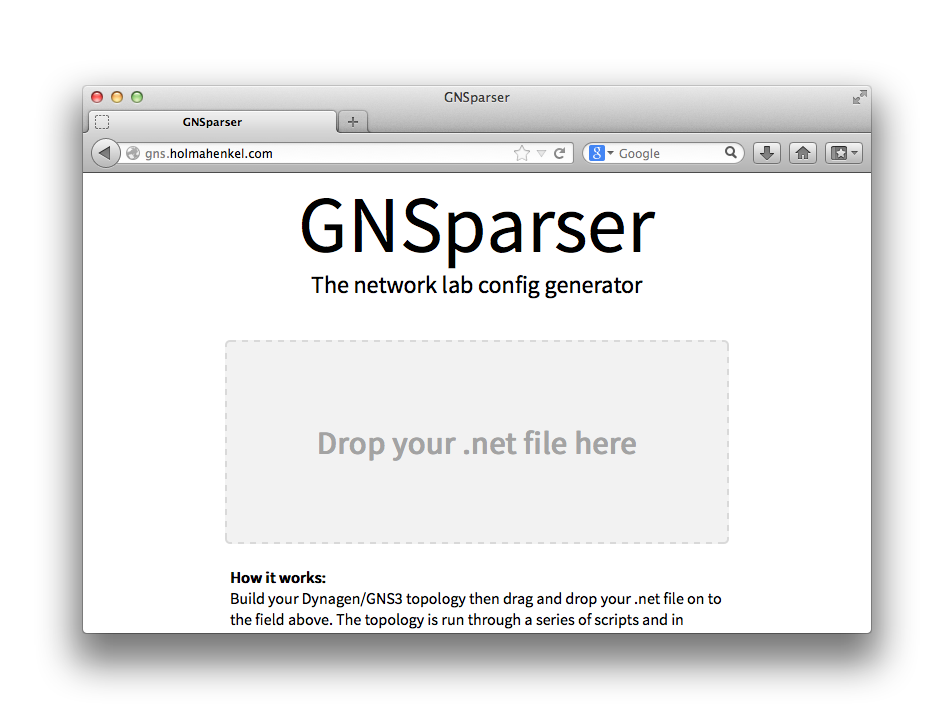 GNSparser
GNSparser
gns.holmahenkel.com
Google
GNSparser
The network lab config generator
Drop your .net file here
How it works:
Build your Dynagen/GNS3 topology then drag and drop your .net file on to
the field above. The topology is run through a series of scripts and in